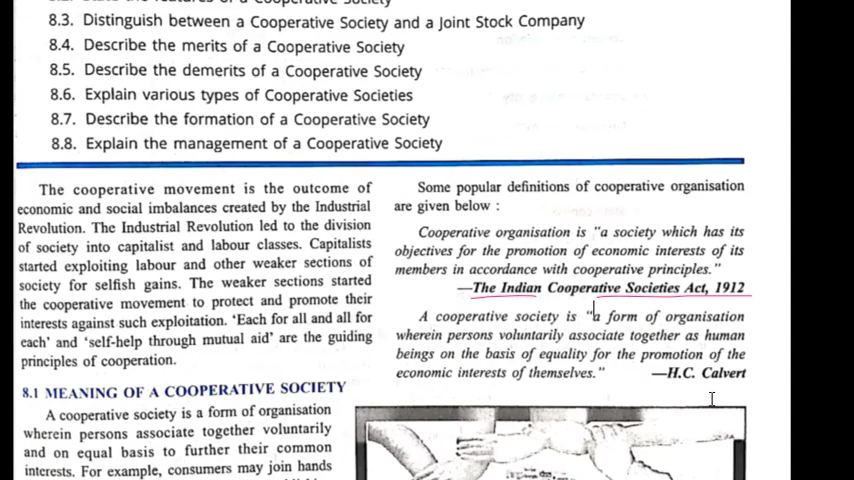 8.3. Distinguish between a Cooperative Society and a Joint Stock Company
8.4. Describe the merits of a Cooperative Society
8.5. Describe the demerits of a Cooperative Society
8.6. Explain various types of Cooperative Societies
8.7. Describe the formation of a Cooperative Society
8.8. Explain the management of a Cooperative Society
The cooperative movement is the outcome of
economic and social imbalances created by the Industrial
Revolution. The Industrial Revolution led to the division
of society into capitalist and labour classes. Capitalists
started exploiting labour and other weaker sections of
society for selfish gains. The weaker sections started
the cooperative movement to protect and promote their
interests against such exploitation. ‘Each for all and all for
each’ and ‘self-help through mutual aid’ are the guiding
principles of cooperation.
8.1 MEANING OF A COOPERATIVE SOCIETY
A cooperative society is a form of organisation
wherein persons associate together voluntarily
and on equal basis to further their common
interests. For example, consumers may join hands
Some popular definitions of cooperative organisation
are given below :
Cooperative organisation is "a society which has its
objectives for the promotion of economic interests of its
members in accordance with cooperative principles."
—The Indian Cooperative Societies Act, 1912
A cooperative society is "a form of organisation
wherein persons voluntarily associate together as human
beings on the basis of equality for the promotion of the
economic interests of themselves." —H.C. Calvert